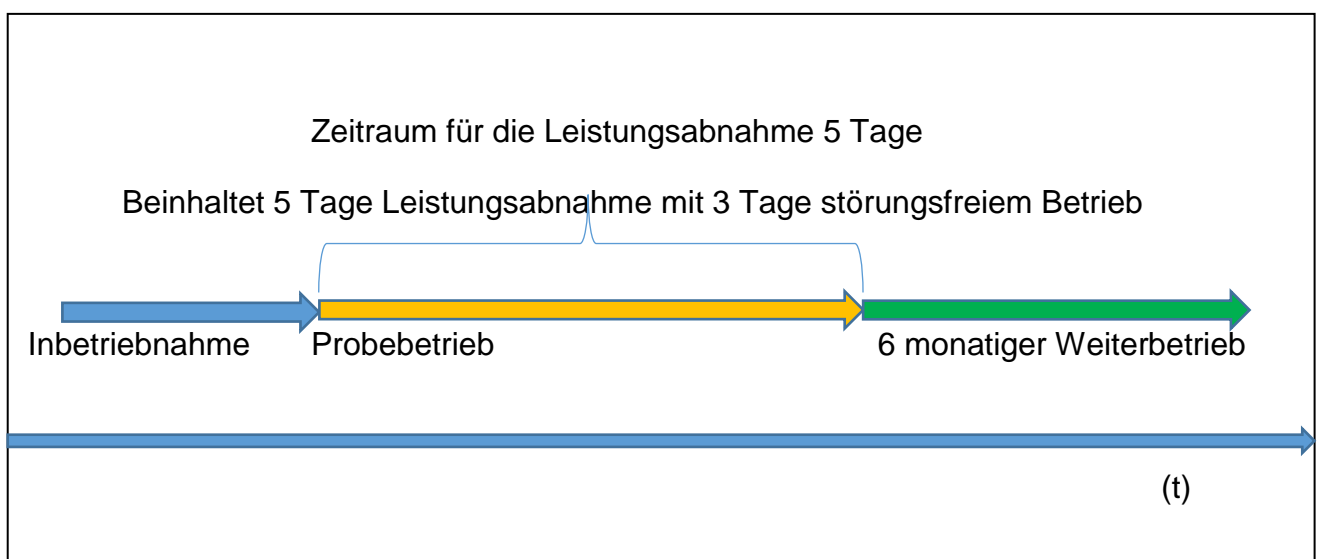 Zeitraum für die Leistungsabnahme 5 Tage
Beinhaltet 5 Tage Leistungsabnahme mit 3 Tage störungsfreiem Betrieb
Inbetriebnahme
Probebetrieb
6 monatiger Weiterbetrieb
(t)